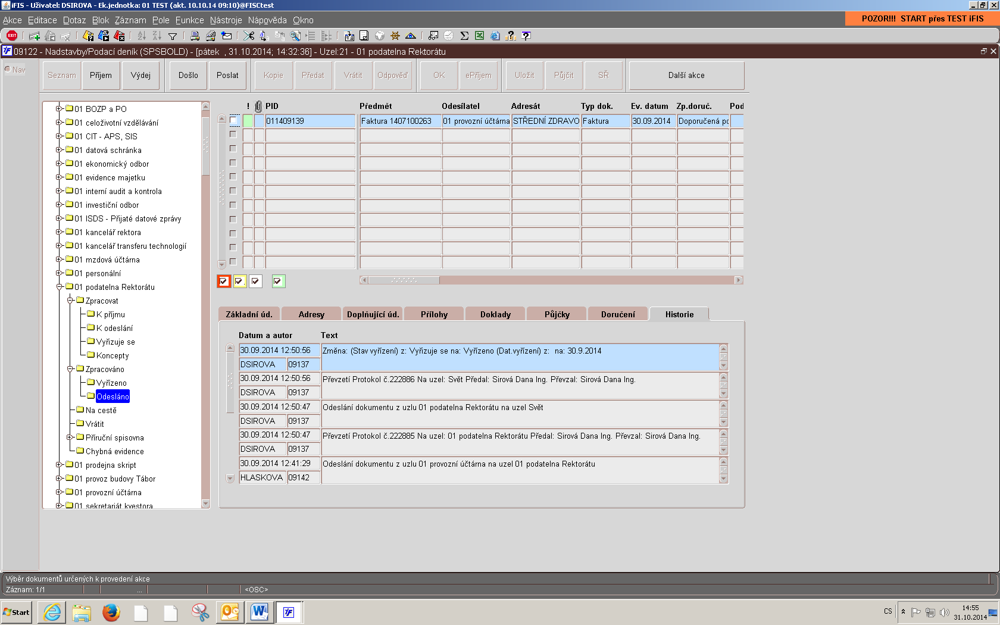 iFIS - Uživatel: DSIROVA - Ek.jednotka: 01 TEST (akt. 10.10.14 09:10)@FISCtest
Akce Editace Dotaz Blok Záznam Pole Funkce Nástroje Nápověda Okno
POZOR!!! START přes TEST iFIS
EXIT
09122 - Nadstavby/Podací deník (SPSBOLD) - [pátek , 31.10.2014; 14:32:36] - Uzel:21 - 01 podatelna Rektorátu
Nav
Seznam Příjem Výdej Došlo Poslat Kopie Předat Vrátit Odpověď OK ePříjem Uložit Půjčit SŘ Další akce
01 BOZP a PO
01 celoživotní vzdělávání
01 CIT - APS, SIS
01 datová schránka
01 ekonomický odbor
01 evidence majetku
01 interní audit a kontrola
01 investiční odbor
01 ISDS - Přijaté datové zprávy
01 kancelář rektora
01 kancelář transferu technologií
01 mzdová účtárna
01 personální
01 podatelna Rektorátu
Zpracovat
K příjmu
K odeslání
Vyřizuje se
Koncepty
Zpracováno
Vyřízeno
Odesláno
Na cestě
Vrátit
Příruční spisovna
Chybná evidence
01 prodejna skript
01 provoz budovy Tábor
01 provozní účtárna
01 sekretariát kvestora
! PID Předmět Odesílatel Adresát Typ dok. Ev. datum Zp.doruč. Pod
011409139 Faktura 1407100263 01 provozní účtárna STŘEDNÍ ZDRAVO Faktura 30.09.2014 Doporučená po
Základní úd. Adresy Doplňující úd. Přílohy Doklady Půjčky Doručení Historie
Datum a autor Text
30.09.2014 12:50:56 Změna: (Stav vyřízení) z: Vyřizuje se na: Vyřízeno (Dat.vyřízení) z: na: 30.9.2014
DSIROVA 09137
30.09.2014 12:50:56 Převzetí Protokol č.222886 Na uzel: Svět Předal: Sirová Dana Ing. Převzal: Sirová Dana Ing.
DSIROVA 09137
30.09.2014 12:50:47 Odeslání dokumentu z uzlu 01 podatelna Rektorátu na uzel Svět
DSIROVA 09137
30.09.2014 12:50:47 Převzetí Protokol č.222885 Na uzel: 01 podatelna Rektorátu Předal: Sirová Dana Ing. Převzal: Sirová Dana Ing.
DSIROVA 09137
30.09.2014 12:41:29 Odeslání dokumentu z uzlu 01 provozní účtárna na uzel 01 podatelna Rektorátu
HLASKOVA 09142
Výběr dokumentů určených k provedení akce
Záznam: 1/1 ... <OSC>
Start CS 14:55
31.10.2014